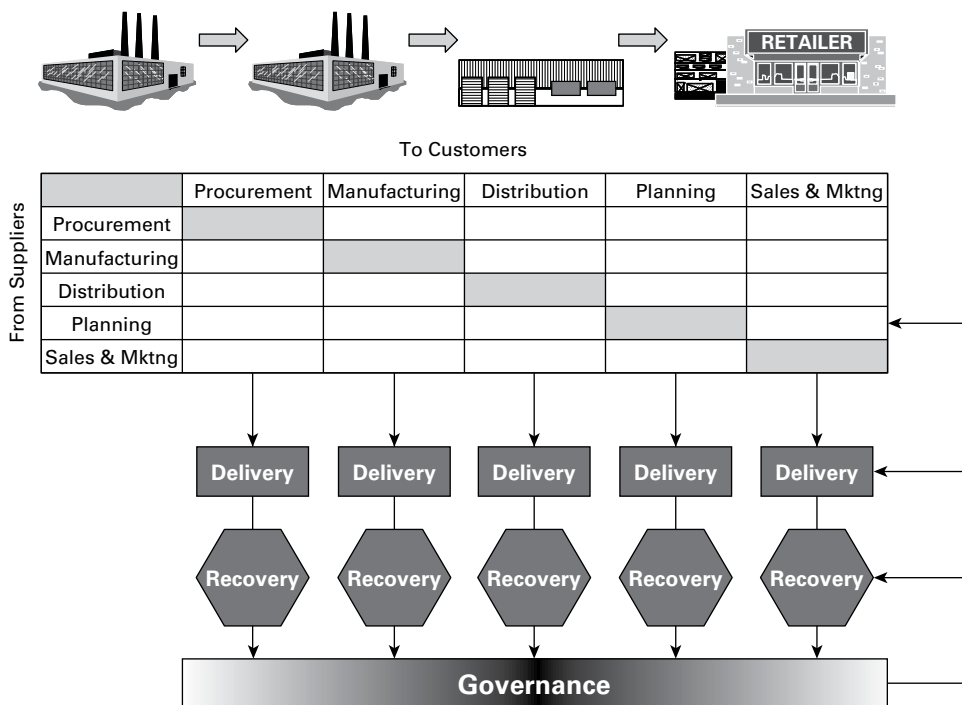 RETAILER
To Customers
From Suppliers
Procurement Manufacturing Distribution Planning Sales & Mktng
Procurement
Manufacturing
Distribution
Planning
Sales & Mktng
Delivery Delivery Delivery Delivery Delivery
Recovery Recovery Recovery Recovery Recovery
Governance